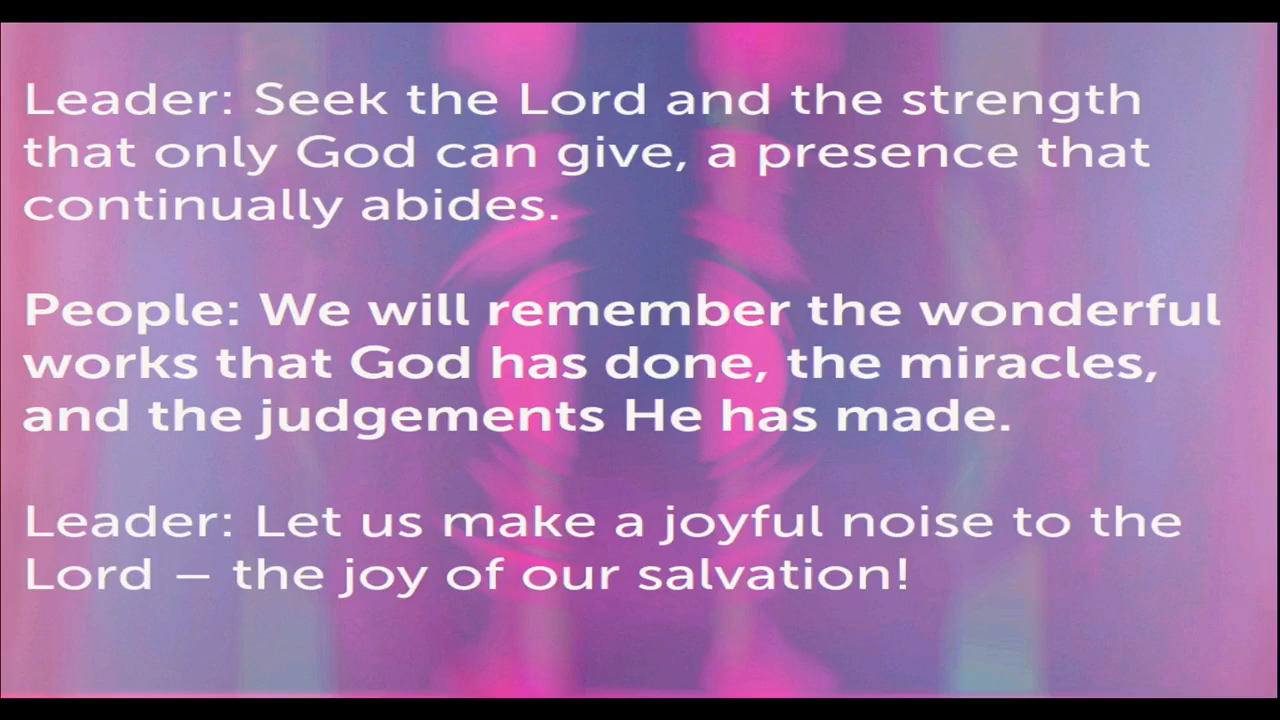 Leader: Seek the Lord and the strength
that only God can give, a presence that
continually abides.
People: We will remember the wonderful
works that God has done, the miracles,
and the judgements He has made.
Leader: Let us make a joyful noise to the
Lord – the joy of our salvation!